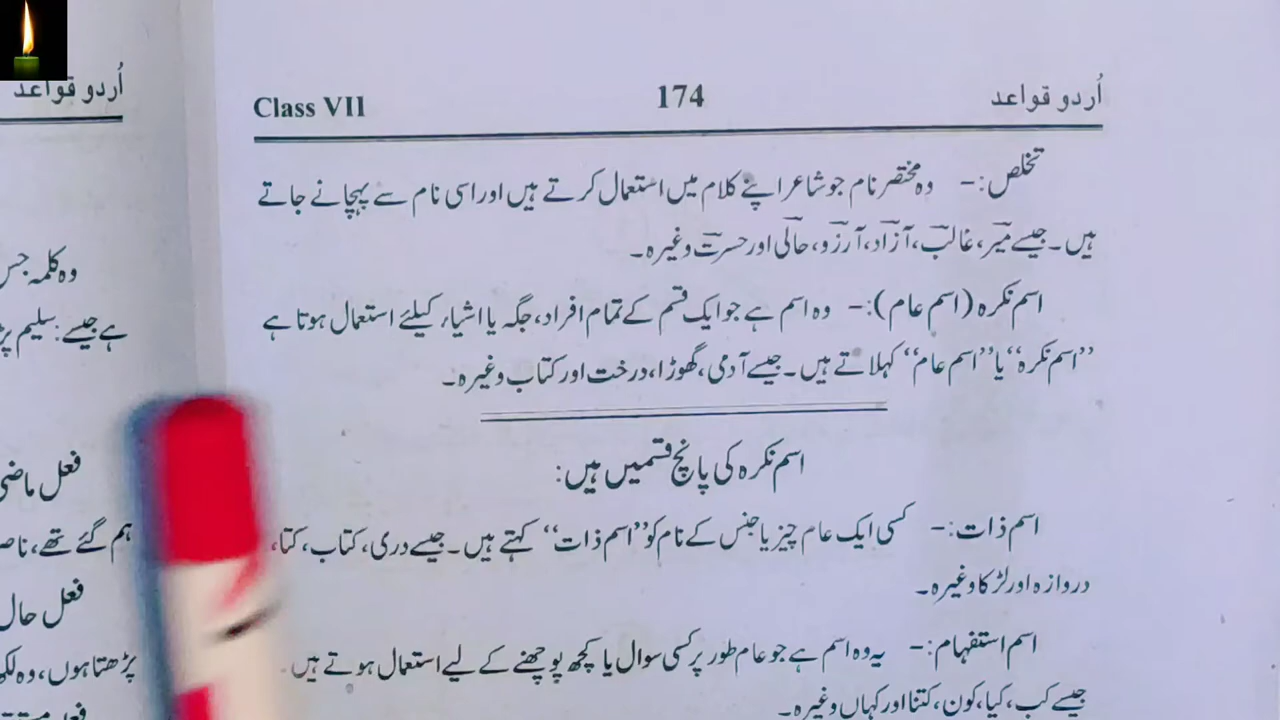 اُردو قواعد 174 Class VII
تخلص:- وہ مختصر نام جو شاعر اپنے کلام میں استعمال کرتے ہیں اور اسی نام سے پہچانے جاتے
ہیں۔ جیسے میرؔ، غالبؔ، آزادؔ، آرزوؔ، حالیؔ اور حسرتؔ وغیرہ۔
اسم نکرہ (اسم عام):- وہ اسم ہے جو ایک قسم کے تمام افراد، جگہ یا اشیاء کیلئے استعمال ہوتا ہے
’’اسم نکرہ‘‘ یا ’’اسم عام‘‘ کہلاتے ہیں۔ جیسے آدمی، گھوڑا، درخت اور کتاب وغیرہ۔
اسم نکرہ کی پانچ قسمیں ہیں:
اسم ذات:- کسی ایک عام چیز یا جنس کے نام کو ’’اسم ذات‘‘ کہتے ہیں۔ جیسے دری، کتاب، کتا،
دروازہ اور لڑکا وغیرہ۔
اسم استفہام:- یہ وہ اسم ہے جو عام طور پر کسی سوال یا کچھ پوچھنے کے لیے استعمال ہوتے ہیں
جیسے کب، کیا، کون، کتنا اور کہاں وغیرہ۔
اُردو قواعد
وہ کلمہ جس
ہے جیسے: سلیم
فعل ماضی
ہم گئے تھے،
فعل حال
پڑھتا ہوں، وہ